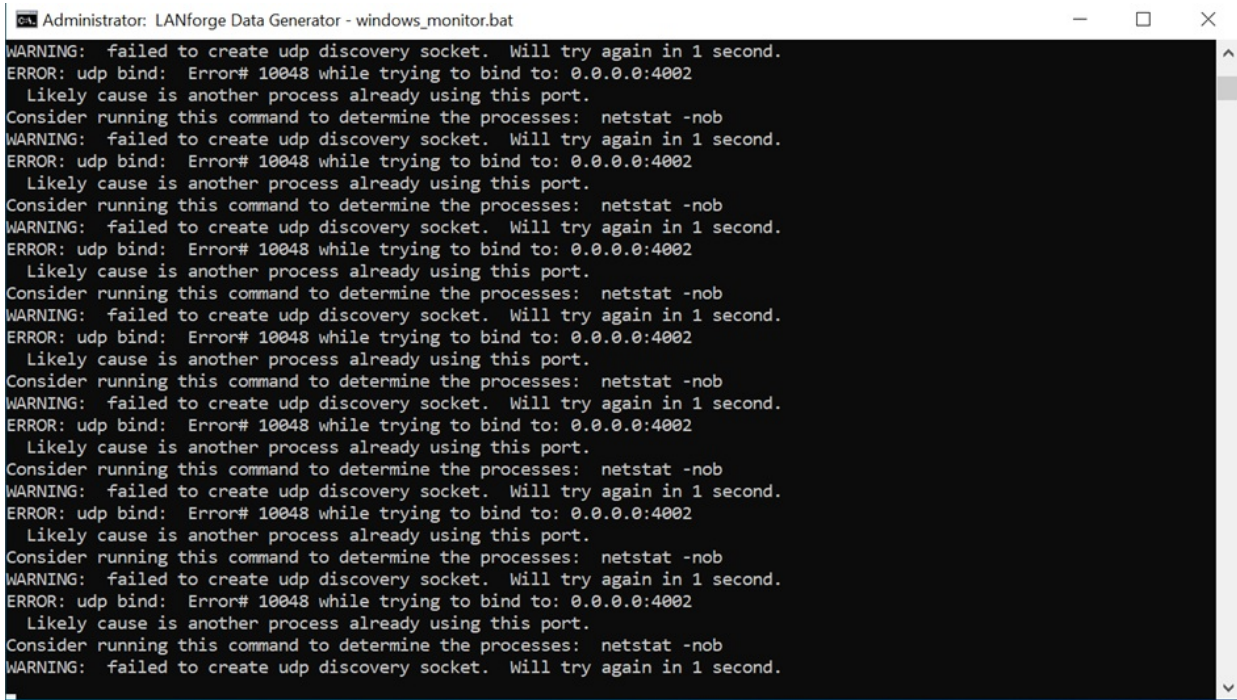 Administrator: LANforge Data Generator - windows_monitor.bat
WARNING:  failed to create udp discovery socket.  Will try again in 1 second.
ERROR: udp bind:  Error# 10048 while trying to bind to: 0.0.0.0:4002
  Likely cause is another process already using this port.
Consider running this command to determine the processes:  netstat -nob
WARNING:  failed to create udp discovery socket.  Will try again in 1 second.
ERROR: udp bind:  Error# 10048 while trying to bind to: 0.0.0.0:4002
  Likely cause is another process already using this port.
Consider running this command to determine the processes:  netstat -nob
WARNING:  failed to create udp discovery socket.  Will try again in 1 second.
ERROR: udp bind:  Error# 10048 while trying to bind to: 0.0.0.0:4002
  Likely cause is another process already using this port.
Consider running this command to determine the processes:  netstat -nob
WARNING:  failed to create udp discovery socket.  Will try again in 1 second.
ERROR: udp bind:  Error# 10048 while trying to bind to: 0.0.0.0:4002
  Likely cause is another process already using this port.
Consider running this command to determine the processes:  netstat -nob
WARNING:  failed to create udp discovery socket.  Will try again in 1 second.
ERROR: udp bind:  Error# 10048 while trying to bind to: 0.0.0.0:4002
  Likely cause is another process already using this port.
Consider running this command to determine the processes:  netstat -nob
WARNING:  failed to create udp discovery socket.  Will try again in 1 second.
ERROR: udp bind:  Error# 10048 while trying to bind to: 0.0.0.0:4002
  Likely cause is another process already using this port.
Consider running this command to determine the processes:  netstat -nob
WARNING:  failed to create udp discovery socket.  Will try again in 1 second.
ERROR: udp bind:  Error# 10048 while trying to bind to: 0.0.0.0:4002
  Likely cause is another process already using this port.
Consider running this command to determine the processes:  netstat -nob
WARNING:  failed to create udp discovery socket.  Will try again in 1 second.